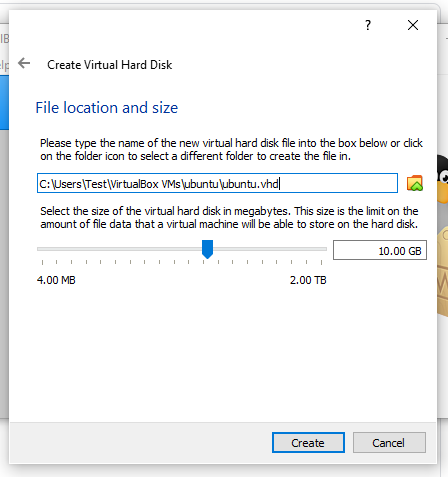 ?
Create Virtual Hard Disk
File location and size
Please type the name of the new virtual hard disk file into the box below or click
on the folder icon to select a different folder to create the file in.
C:\Users\Test\VirtualBox VMs\ubuntu\ubuntu.vhd
Select the size of the virtual hard disk in megabytes. This size is the limit on the
amount of file data that a virtual machine will be able to store on the hard disk.
10.00 GB
4.00 MB 2.00 TB
Create Cancel